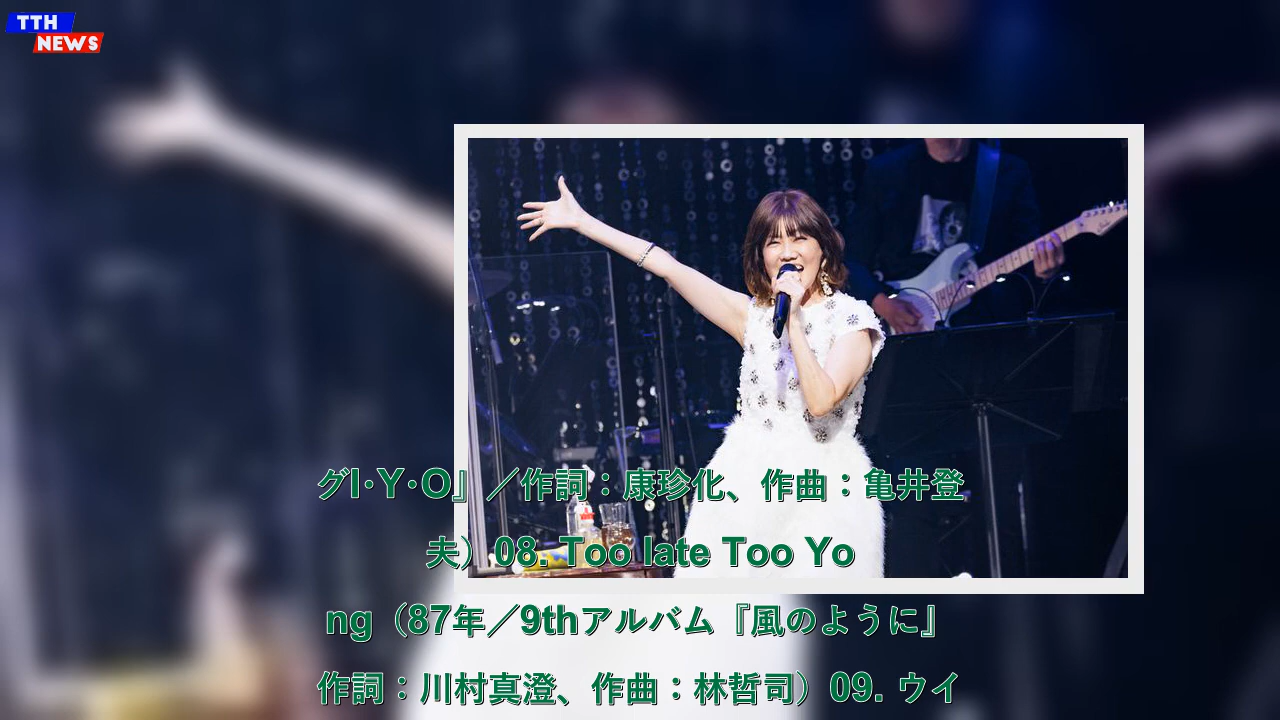 TTH
NEWS
グI·Y·O』／作詞：康珍化、作曲：亀井登
夫）08. Too late Too Yo
ng（87年／9thアルバム『風のように』
作詞：川村真澄、作曲：林哲司）09. ウイ